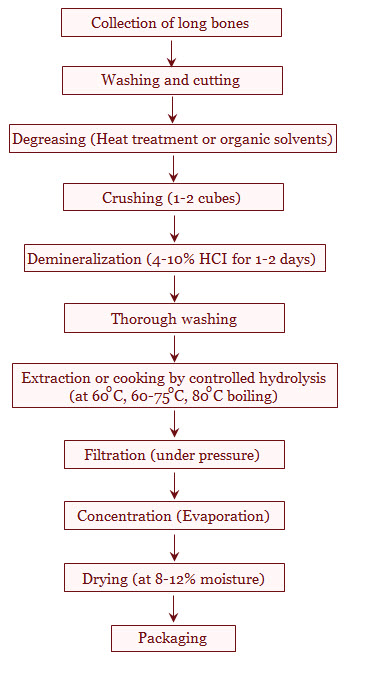 Collection of long bones
Washing and cutting
Degreasing (Heat treatment or organic solvents)
Crushing (1-2 cubes)
Demineralization (4-10% HCI for 1-2 days)
Thorough washing
Extraction or cooking by controlled hydrolysis
(at 60°C, 60-75°C, 80°C boiling)
Filtration (under pressure)
Concentration (Evaporation)
Drying (at 8-12% moisture)
Packaging